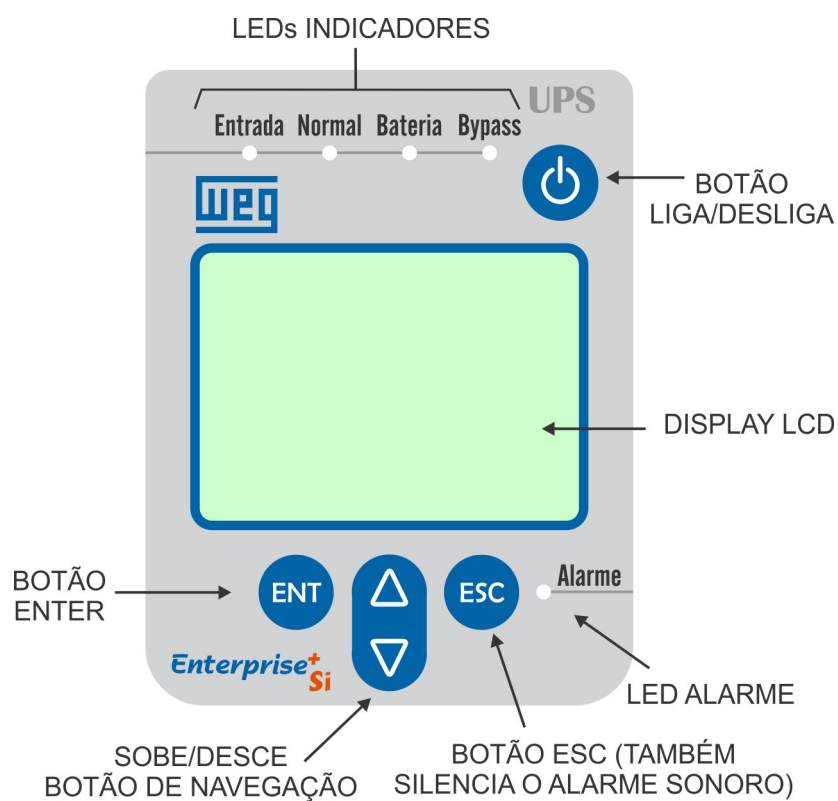 LEDs INDICADORES
UPS
Entrada Normal Bateria Bypass
BOTÃO
LIGA/DESLIGA
weg
DISPLAY LCD
BOTÃO
ENTER
ENT
ESC
Alarme
Enterprise+
Si
LED ALARME
SOBE/DESCE
BOTÃO DE NAVEGAÇÃO
BOTÃO ESC (TAMBÉM
SILENCIA O ALARME SONORO)